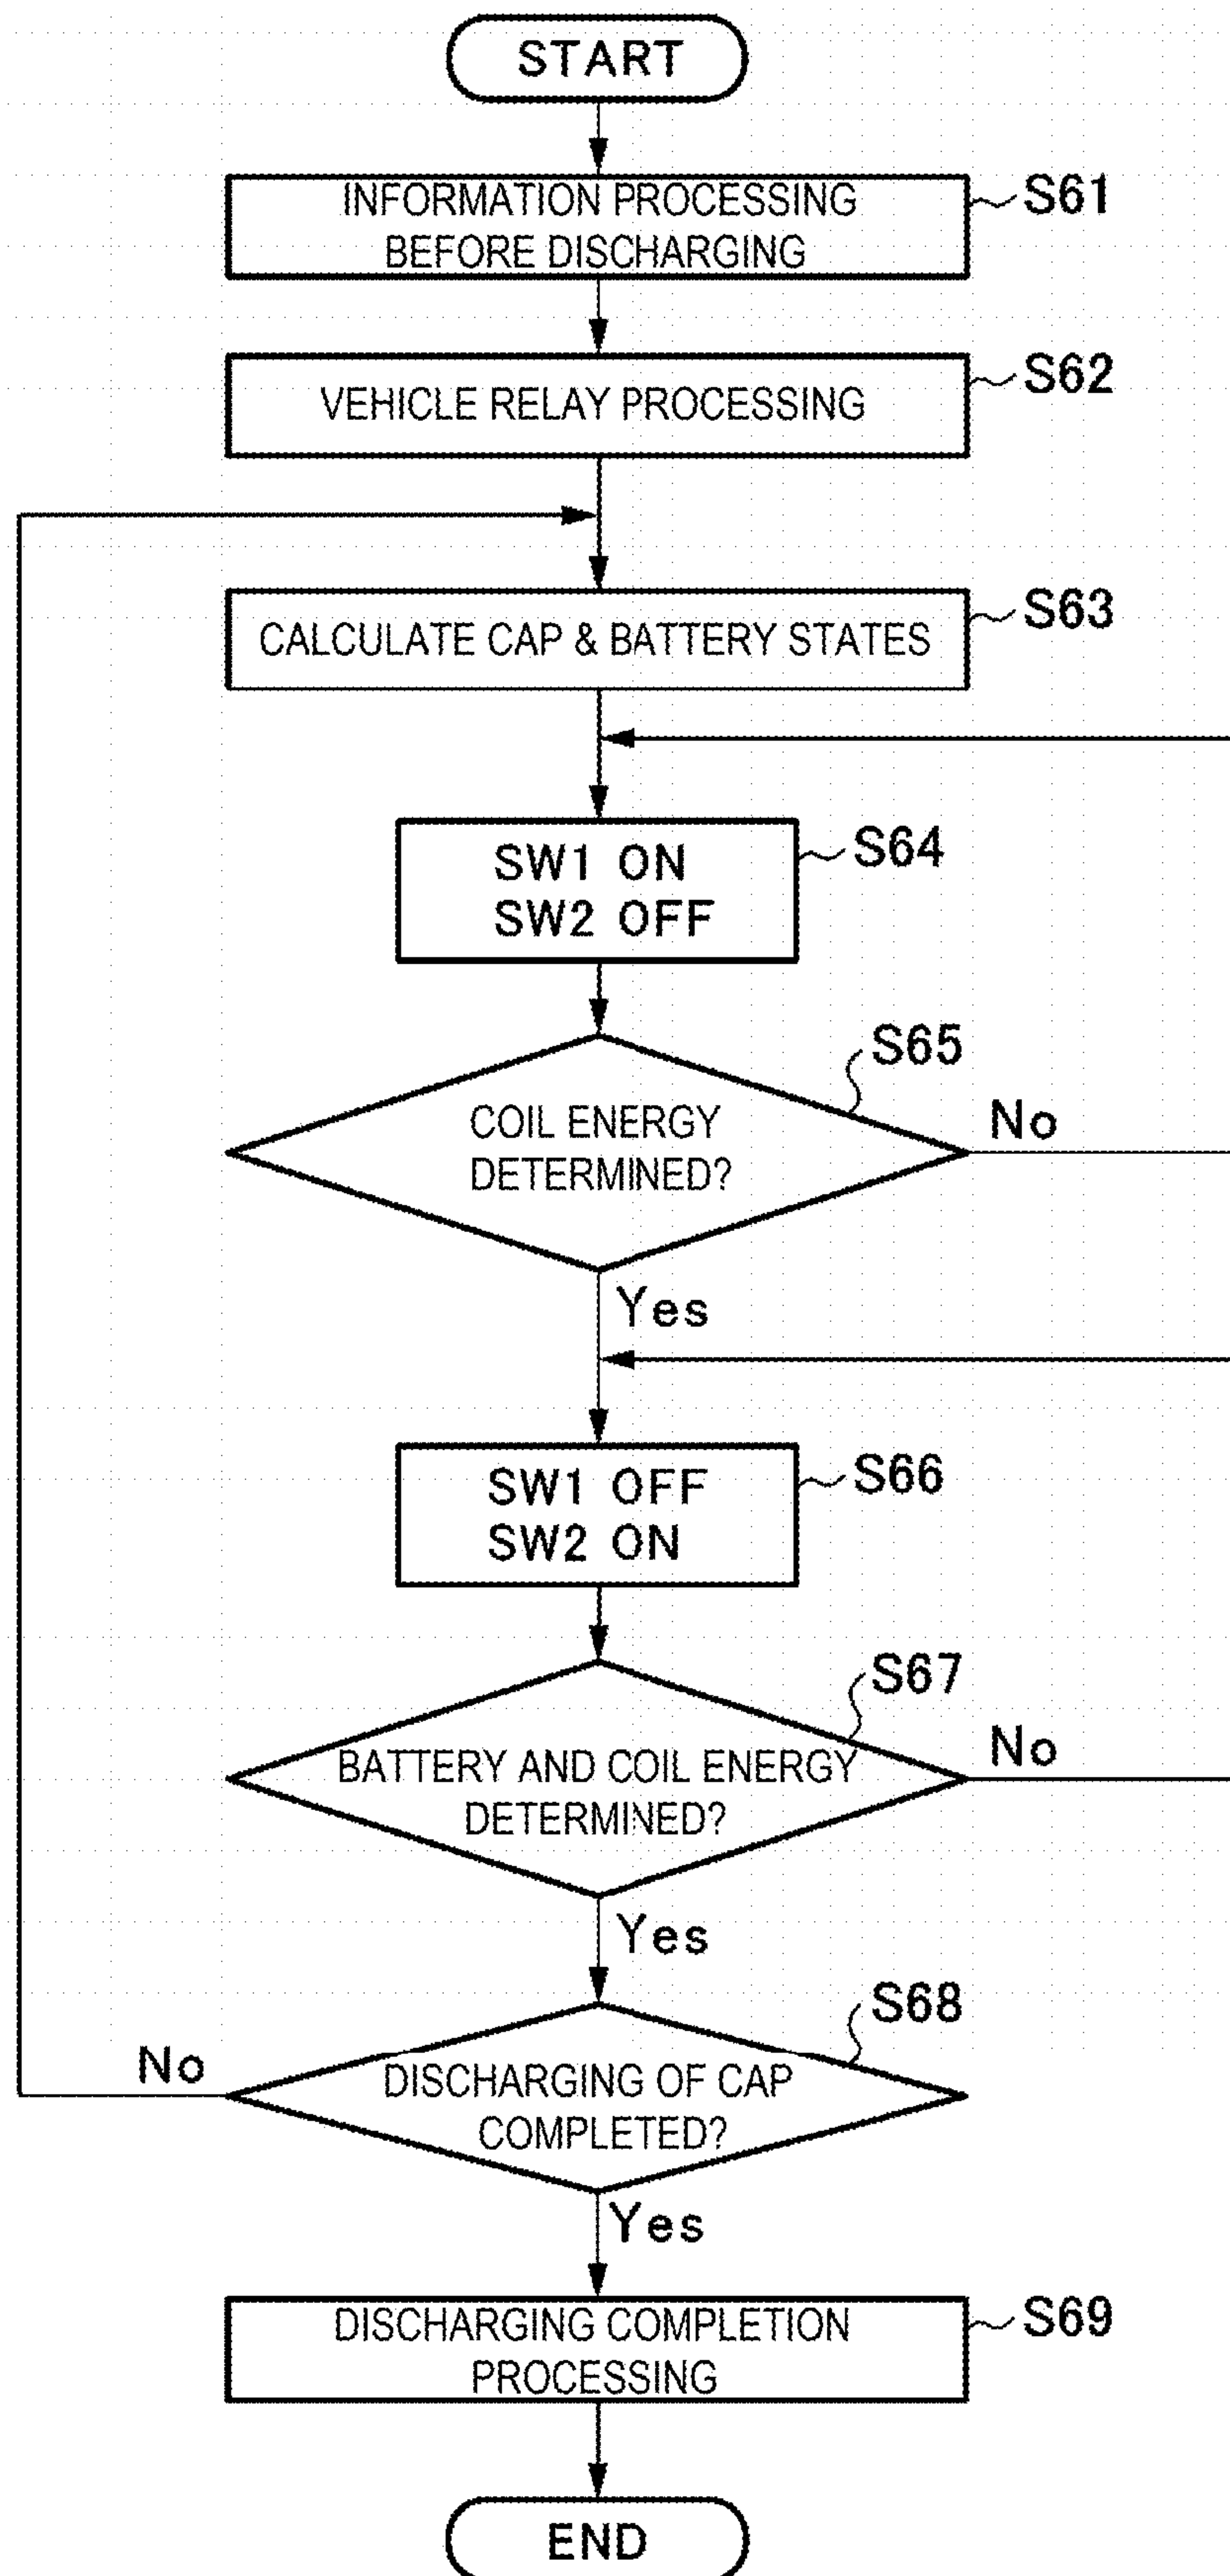 START
INFORMATION PROCESSING
BEFORE DISCHARGING
S61
VEHICLE RELAY PROCESSING
S62
CALCULATE CAP & BATTERY STATES
S63
SW1 ON
SW2 OFF
S64
COIL ENERGY
DETERMINED?
S65
No
Yes
SW1 OFF
SW2 ON
S66
BATTERY AND COIL ENERGY
DETERMINED?
S67
No
Yes
DISCHARGING OF CAP
COMPLETED?
S68
No
Yes
DISCHARGING COMPLETION
PROCESSING
S69
END